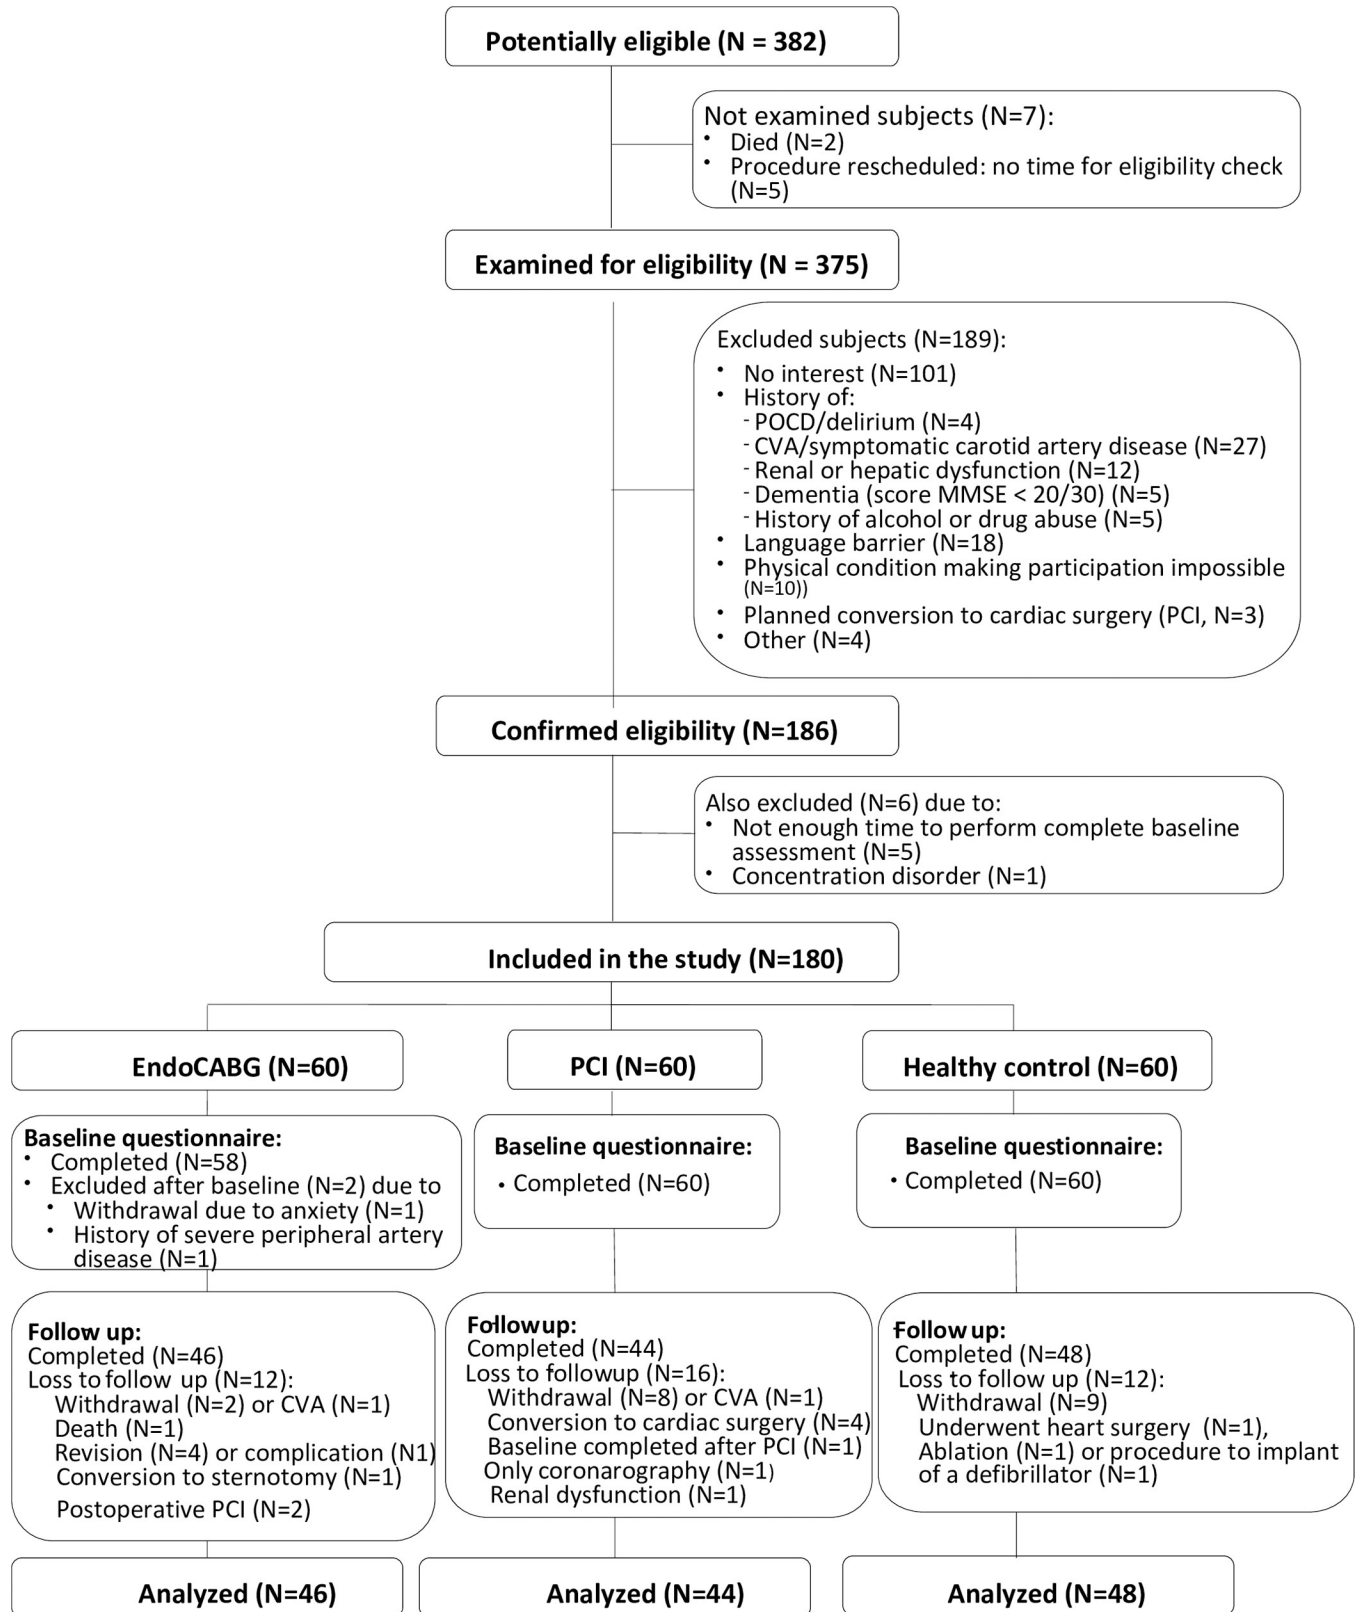 Potentially eligible (N = 382)
Not examined subjects (N=7):
• Died (N=2)
• Procedure rescheduled: no time for eligibility check
(N=5)
Examined for eligibility (N = 375)
Excluded subjects (N=189):
• No interest (N=101)
• History of:
- POCD/delirium (N=4)
- CVA/symptomatic carotid artery disease (N=27)
- Renal or hepatic dysfunction (N=12)
- Dementia (score MMSE < 20/30) (N=5)
- History of alcohol or drug abuse (N=5)
• Language barrier (N=18)
• Physical condition making participation impossible
(N=10))
• Planned conversion to cardiac surgery (PCI, N=3)
• Other (N=4)
Confirmed eligibility (N=186)
Also excluded (N=6) due to:
• Not enough time to perform complete baseline
assessment (N=5)
• Concentration disorder (N=1)
Included in the study (N=180)
EndoCABG (N=60)
Baseline questionnaire:
• Completed (N=58)
• Excluded after baseline (N=2) due to
• Withdrawal due to anxiety (N=1)
• History of severe peripheral artery
disease (N=1)
Follow up:
Completed (N=46)
Loss to follow up (N=12):
Withdrawal (N=2) or CVA (N=1)
Death (N=1)
Revision (N=4) or complication (N1)
Conversion to sternotomy (N=1)
Postoperative PCI (N=2)
Analyzed (N=46)
PCI (N=60)
Baseline questionnaire:
• Completed (N=60)
Followup:
Completed (N=44)
Loss to followup (N=16):
Withdrawal (N=8) or CVA (N=1)
Conversion to cardiac surgery (N=4)
Baseline completed after PCI (N=1)
Only coronarography (N=1)
Renal dysfunction (N=1)
Analyzed (N=44)
Healthy control (N=60)
Baseline questionnaire:
• Completed (N=60)
Follow up:
Completed (N=48)
Loss to follow up (N=12):
Withdrawal (N=9)
Underwent heart surgery (N=1),
Ablation (N=1) or procedure to implant
of a defibrillator (N=1)
Analyzed (N=48)